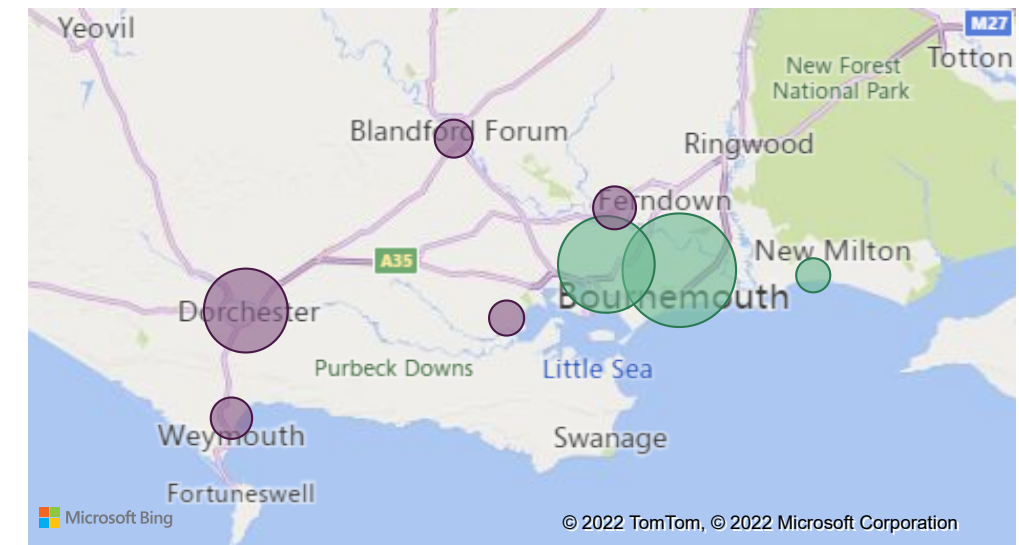 Yeovil
M27
Totton
New Forest
National Park
Blandford Forum
Ringwood
Ferndown
New Milton
A35
Bournemouth
Dorchester
Purbeck Downs
Little Sea
Weymouth
Swanage
Fortuneswell
Microsoft Bing
© 2022 TomTom, © 2022 Microsoft Corporation